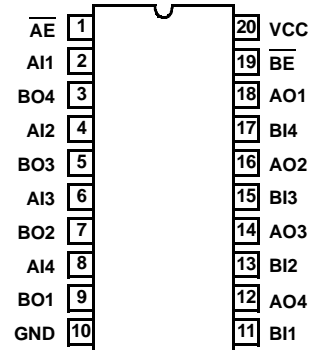 AE 1 20 VCC
AI1 2 19 BE
BO4 3 18 AO1
AI2 4 17 BI4
BO3 5 16 AO2
AI3 6 15 BI3
BO2 7 14 AO3
AI4 8 13 BI2
BO1 9 12 AO4
GND 10 11 BI1